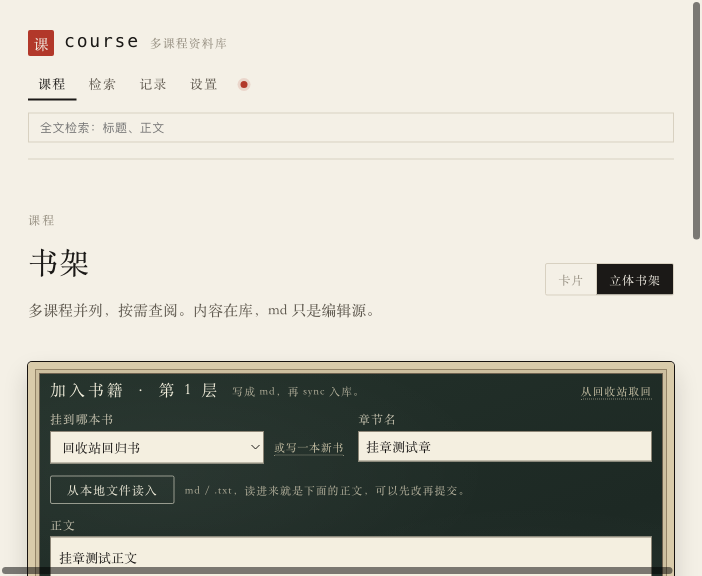 课 course 多课程资料库
课程 检索 记录 设置
全文检索：标题、正文
课程
书架
卡片 立体书架
多课程并列，按需查阅。内容在库，md 只是编辑源。
加入书籍 · 第 1 层 写成 md，再 sync 入库。 从回收站取回
挂到哪本书 章节名
回收站回归书 或写一本新书 挂章测试章
从本地文件读入 md / .txt，读进来就是下面的正文，可以先改再提交。
正文
挂章测试正文